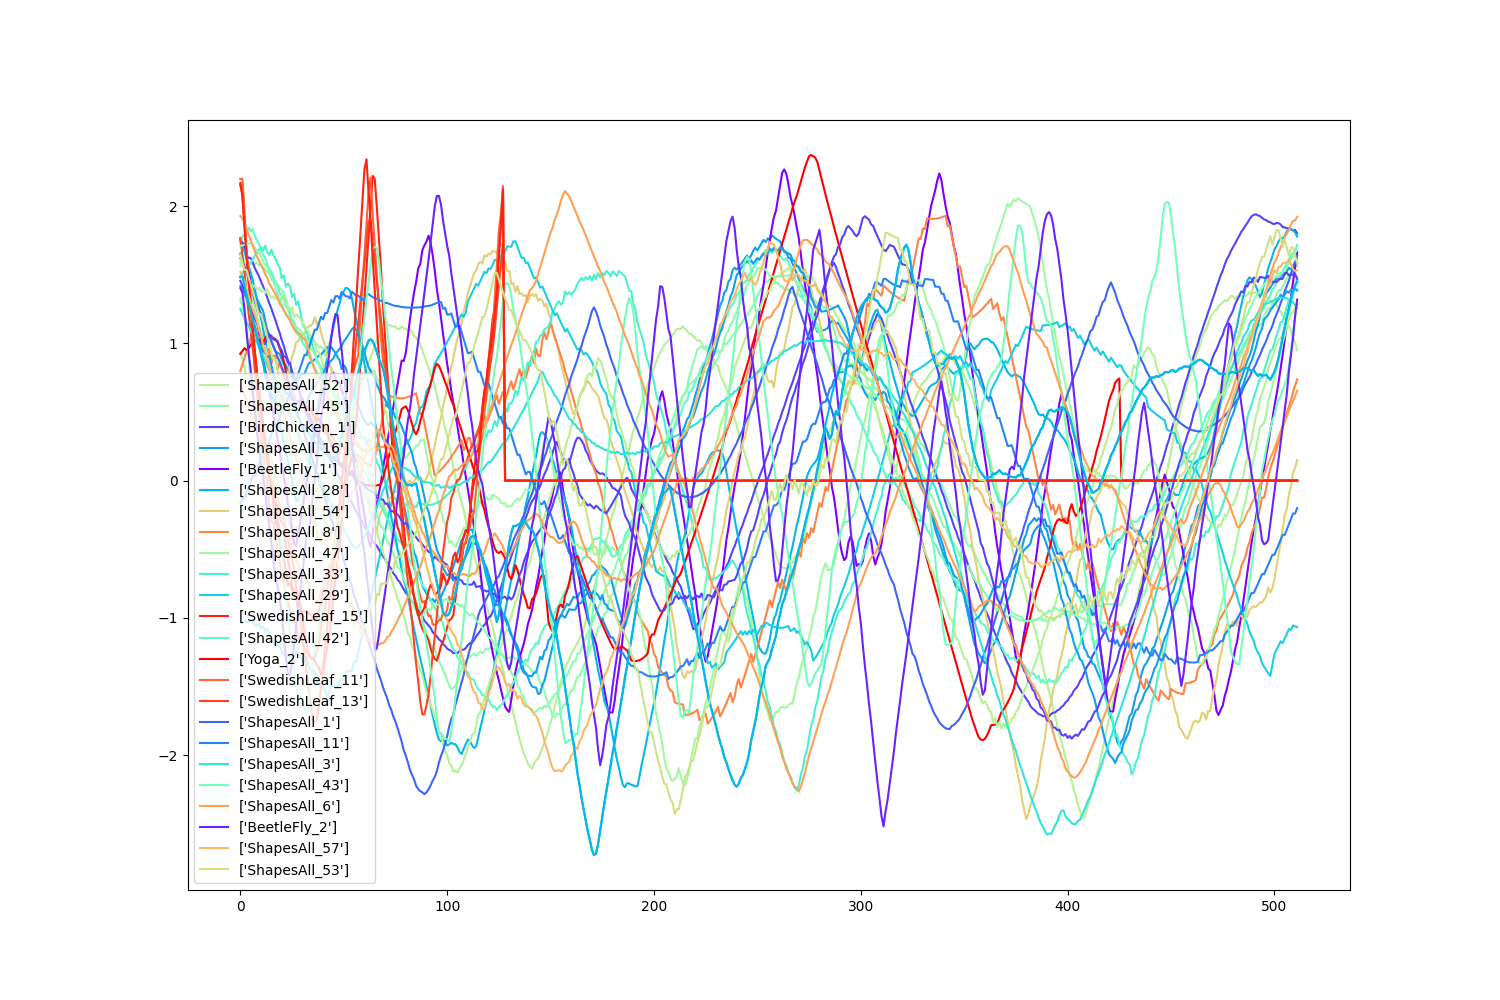 2
1
0
−1
−2
['ShapesAll_52']
['ShapesAll_45']
['BirdChicken_1']
['ShapesAll_16']
['BeetleFly_1']
['ShapesAll_28']
['ShapesAll_54']
['ShapesAll_8']
['ShapesAll_47']
['ShapesAll_33']
['ShapesAll_29']
['SwedishLeaf_15']
['ShapesAll_42']
['Yoga_2']
['SwedishLeaf_11']
['SwedishLeaf_13']
['ShapesAll_1']
['ShapesAll_11']
['ShapesAll_3']
['ShapesAll_43']
['ShapesAll_6']
['BeetleFly_2']
['ShapesAll_57']
['ShapesAll_53']
0 100 200 300 400 500